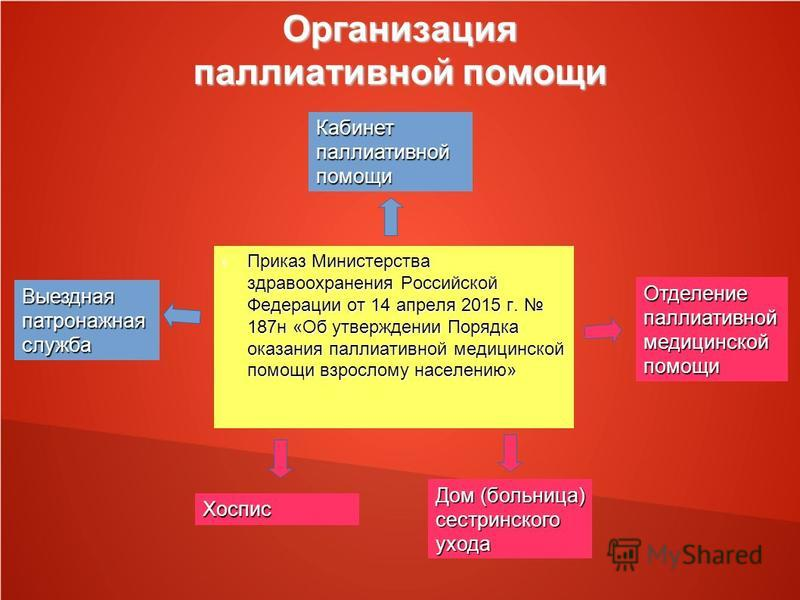 Организация
паллиативной помощи
Кабинет
паллиативной
помощи
Приказ Министерства
здравоохранения Российской
Федерации от 14 апреля 2015 г. №
187н «Об утверждении Порядка
оказания паллиативной медицинской
помощи взрослому населению»
Выездная
патронажная
служба
Отделение
паллиативной
медицинской
помощи
Хоспис
Дом (больница)
сестринского
ухода
MyShared